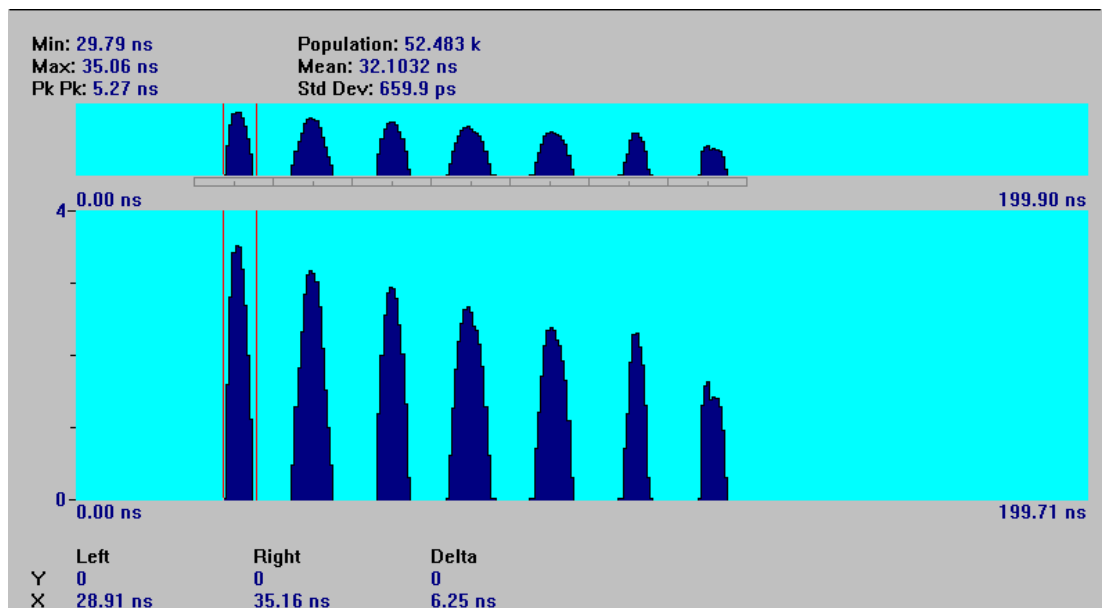 Min: 29.79 ns Population: 52.483 k
Max: 35.06 ns Mean: 32.1032 ns
Pk Pk: 5.27 ns Std Dev: 659.9 ps
0.00 ns 199.90 ns
4
0
0.00 ns 199.71 ns
Left Right Delta
Y 0 0 0
X 28.91 ns 35.16 ns 6.25 ns